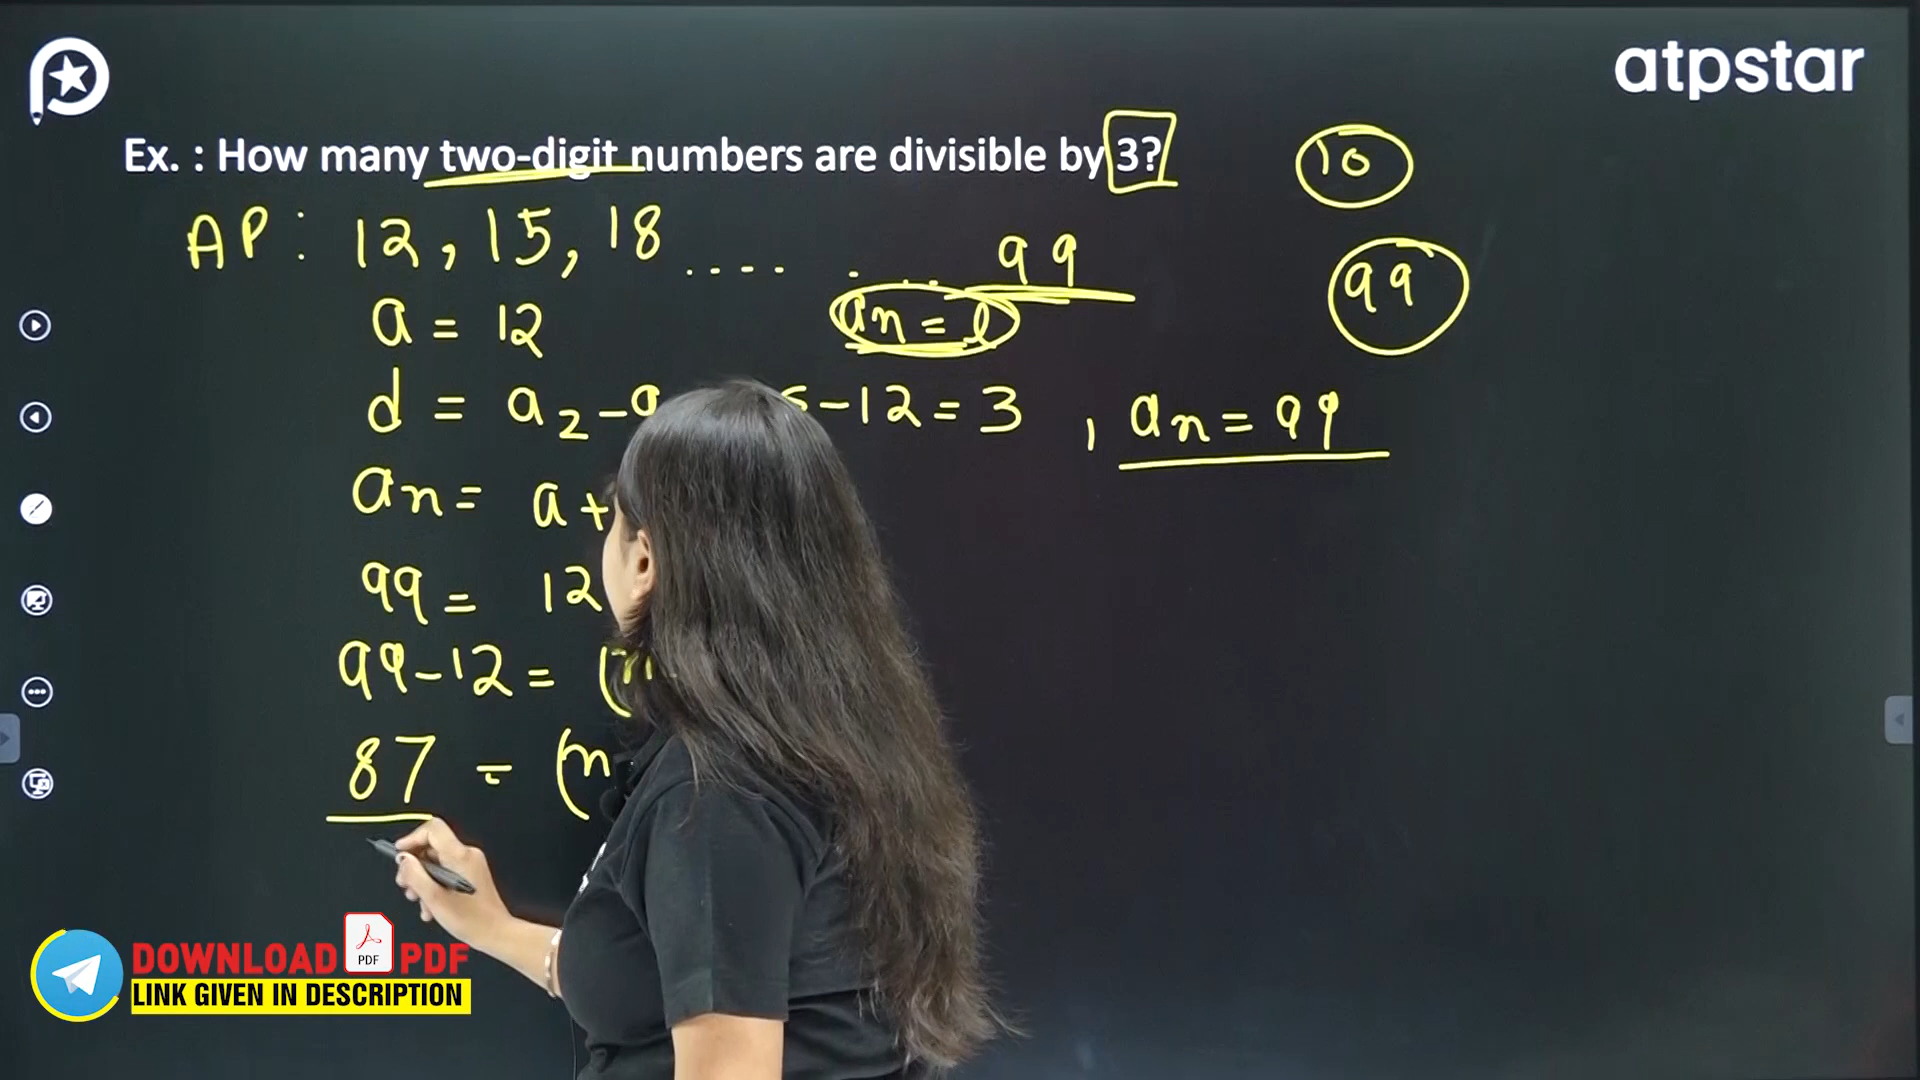 atpstar
Ex. : How many two-digit numbers are divisible by 3?
10
AP : 12, 15, 18 .... .... 99
99
a = 12
an = l
d = a2 - a - 12 = 3 , an = 99
an = a +
99 = 12
99 - 12 = (n
87 = (n
DOWNLOAD PDF
PDF
LINK GIVEN IN DESCRIPTION